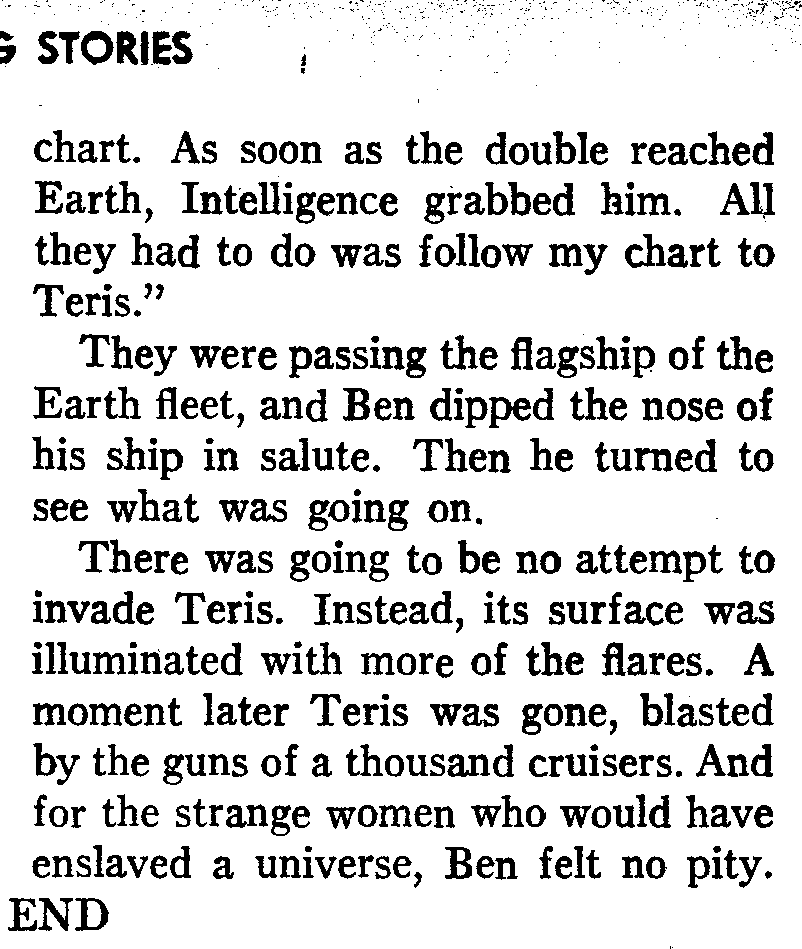 G STORIES
chart. As soon as the double reached
Earth, Intelligence grabbed him. All
they had to do was follow my chart to
Teris.”
They were passing the flagship of the
Earth fleet, and Ben dipped the nose of
his ship in salute. Then he turned to
see what was going on.
There was going to be no attempt to
invade Teris. Instead, its surface was
illuminated with more of the flares. A
moment later Teris was gone, blasted
by the guns of a thousand cruisers. And
for the strange women who would have
enslaved a universe, Ben felt no pity.
END